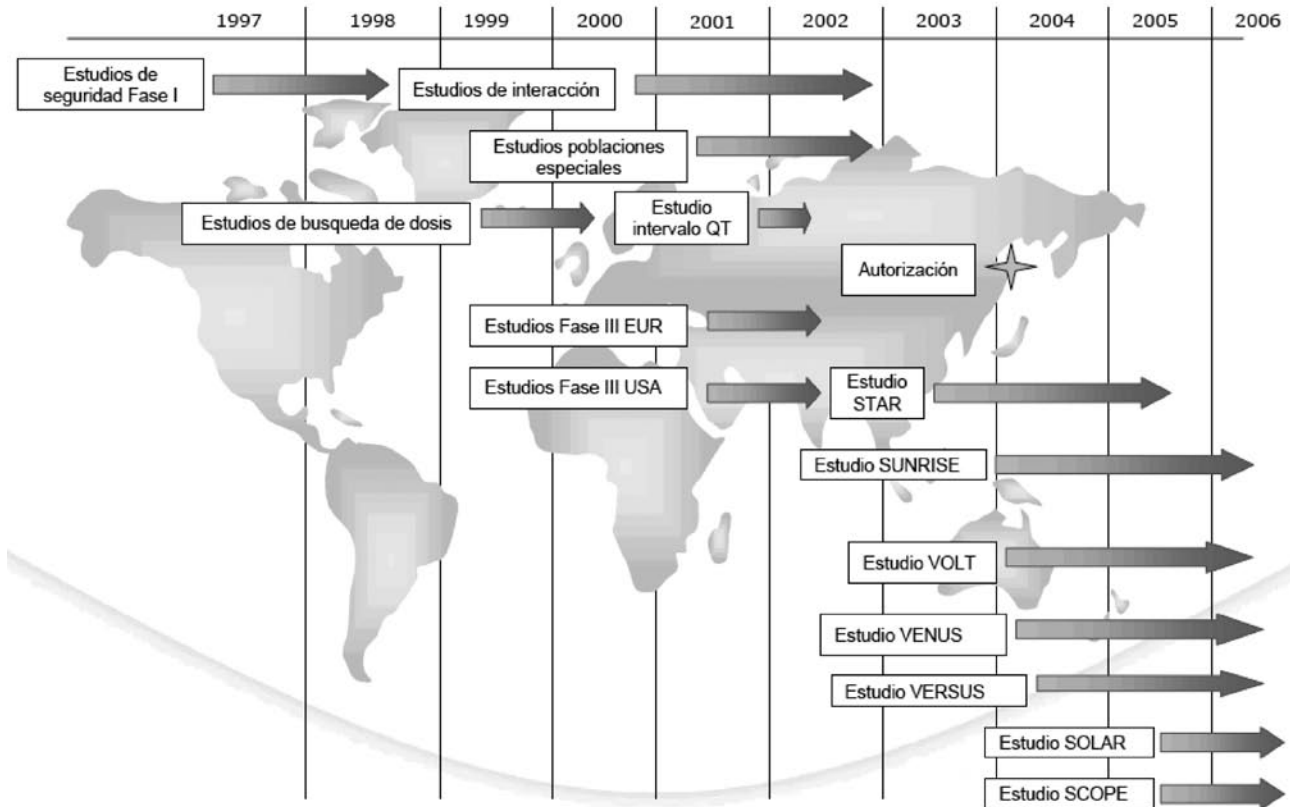 1997 1998 1999 2000 2001 2002 2003 2004 2005 2006
Estudios de
seguridad Fase I
Estudios de interacción
Estudios poblaciones
especiales
Estudios de busqueda de dosis
Estudio
intervalo QT
Autorización
Estudios Fase III EUR
Estudios Fase III USA
Estudio
STAR
Estudio SUNRISE
Estudio VOLT
Estudio VENUS
Estudio VERSUS
Estudio SOLAR
Estudio SCOPE